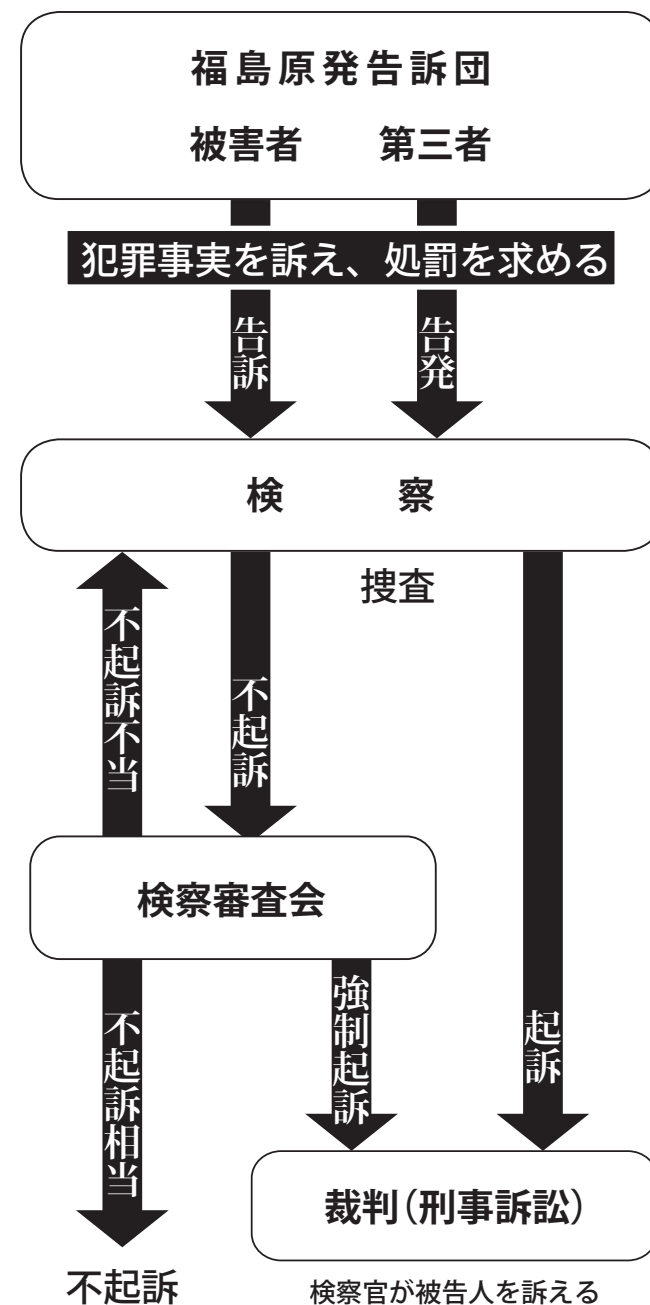 福島原発告訴団
被害者　第三者
犯罪事実を訴え、処罰を求める
告訴
告発
検　察
捜査
不起訴不当
不起訴
検察審査会
不起訴相当
強制起訴
起訴
裁判（刑事訴訟）
不起訴
検察官が被告人を訴える